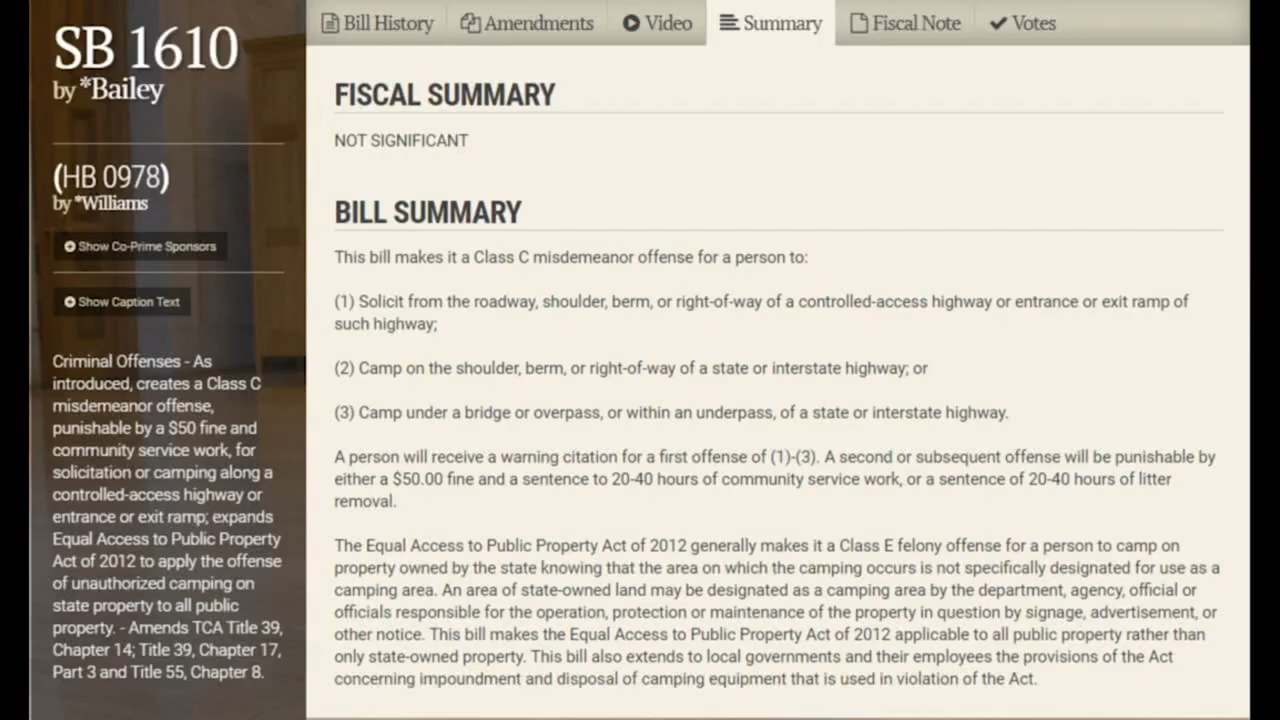 SB 1610
by *Bailey
(HB 0978)
by *Williams
Show Co-Prime Sponsors
Show Caption Text
Criminal Offenses - As
introduced, creates a Class C
misdemeanor offense,
punishable by a $50 fine and
community service work, for
solicitation or camping along a
controlled-access highway or
entrance or exit ramp; expands
Equal Access to Public Property
Act of 2012 to apply the offense
of unauthorized camping on
state property to all public
property. - Amends TCA Title 39,
Chapter 14; Title 39, Chapter 17,
Part 3 and Title 55, Chapter 8.
Bill History Amendments Video Summary Fiscal Note Votes
FISCAL SUMMARY
NOT SIGNIFICANT
BILL SUMMARY
This bill makes it a Class C misdemeanor offense for a person to:
(1) Solicit from the roadway, shoulder, berm, or right-of-way of a controlled-access highway or entrance or exit ramp of
such highway;
(2) Camp on the shoulder, berm, or right-of-way of a state or interstate highway; or
(3) Camp under a bridge or overpass, or within an underpass, of a state or interstate highway.
A person will receive a warning citation for a first offense of (1)-(3). A second or subsequent offense will be punishable by
either a $50.00 fine and a sentence to 20-40 hours of community service work, or a sentence of 20-40 hours of litter
removal.
The Equal Access to Public Property Act of 2012 generally makes it a Class E felony offense for a person to camp on
property owned by the state knowing that the area on which the camping occurs is not specifically designated for use as a
camping area. An area of state-owned land may be designated as a camping area by the department, agency, official or
officials responsible for the operation, protection or maintenance of the property in question by signage, advertisement, or
other notice. This bill makes the Equal Access to Public Property Act of 2012 applicable to all public property rather than
only state-owned property. This bill also extends to local governments and their employees the provisions of the Act
concerning impoundment and disposal of camping equipment that is used in violation of the Act.